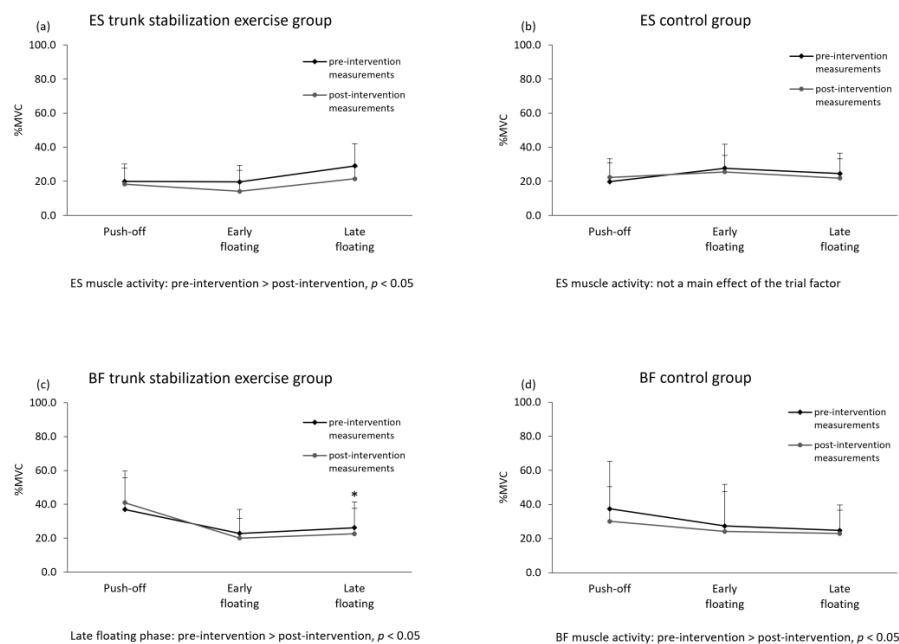 (a)
ES trunk stabilization exercise group
100.0
80.0
60.0
40.0
20.0
0.0
%MVC
pre-intervention
measurements
post-intervention
measurements
Push-off
Early
floating
Late
floating
ES muscle activity: pre-intervention > post-intervention, p < 0.05
(b)
ES control group
100.0
80.0
60.0
40.0
20.0
0.0
%MVC
pre-intervention
measurements
post-intervention
measurements
Push-off
Early
floating
Late
floating
ES muscle activity: not a main effect of the trial factor
(c)
BF trunk stabilization exercise group
100.0
80.0
60.0
40.0
20.0
0.0
%MVC
pre-intervention
measurements
post-intervention
measurements
*
Push-off
Early
floating
Late
floating
Late floating phase: pre-intervention > post-intervention, p < 0.05
(d)
BF control group
100.0
80.0
60.0
40.0
20.0
0.0
%MVC
pre-intervention
measurements
post-intervention
measurements
Push-off
Early
floating
Late
floating
BF muscle activity: pre-intervention > post-intervention, p < 0.05